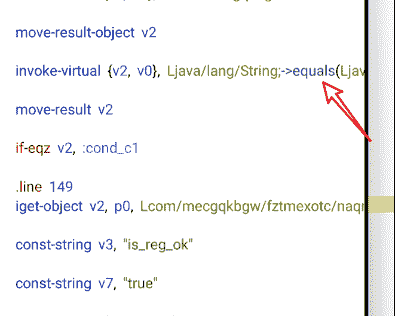 move-result-object v2
invoke-virtual {v2, v0}, Ljava/lang/String;->equals(Ljav
move-result v2
if-eqz v2, :cond_c1
.line 149
iget-object v2, p0, Lcom/mecgqkbgw/fztmexotc/naqr
const-string v3, "is_reg_ok"
const-string v7, "true"